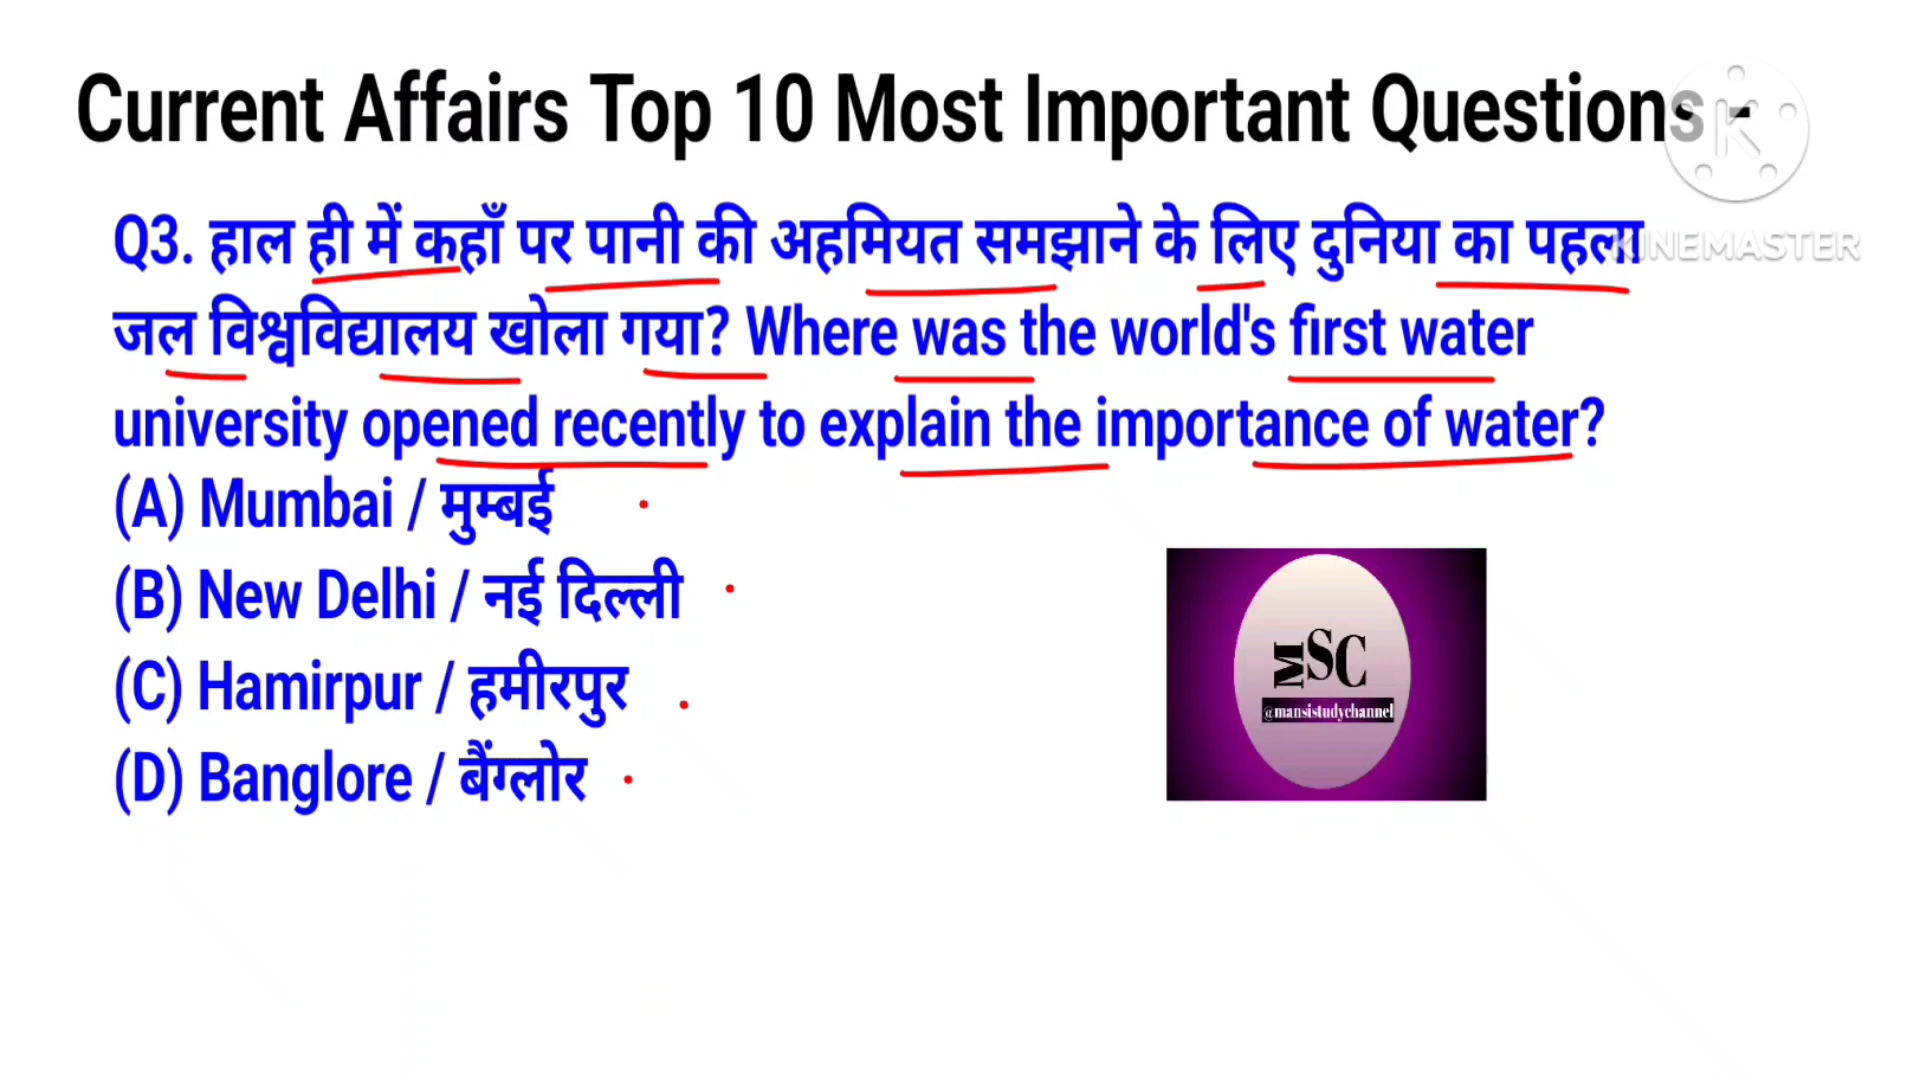 Current Affairs Top 10 Most Important Questions -
KINEMASTER
Q3. हाल ही में कहाँ पर पानी की अहमियत समझाने के लिए दुनिया का पहला
जल विश्वविद्यालय खोला गया? Where was the world's first water
university opened recently to explain the importance of water?
(A) Mumbai / मुम्बई
(B) New Delhi / नई दिल्ली
(C) Hamirpur / हमीरपुर
(D) Banglore / बैंग्लोर
MSC
@mansistudychannel